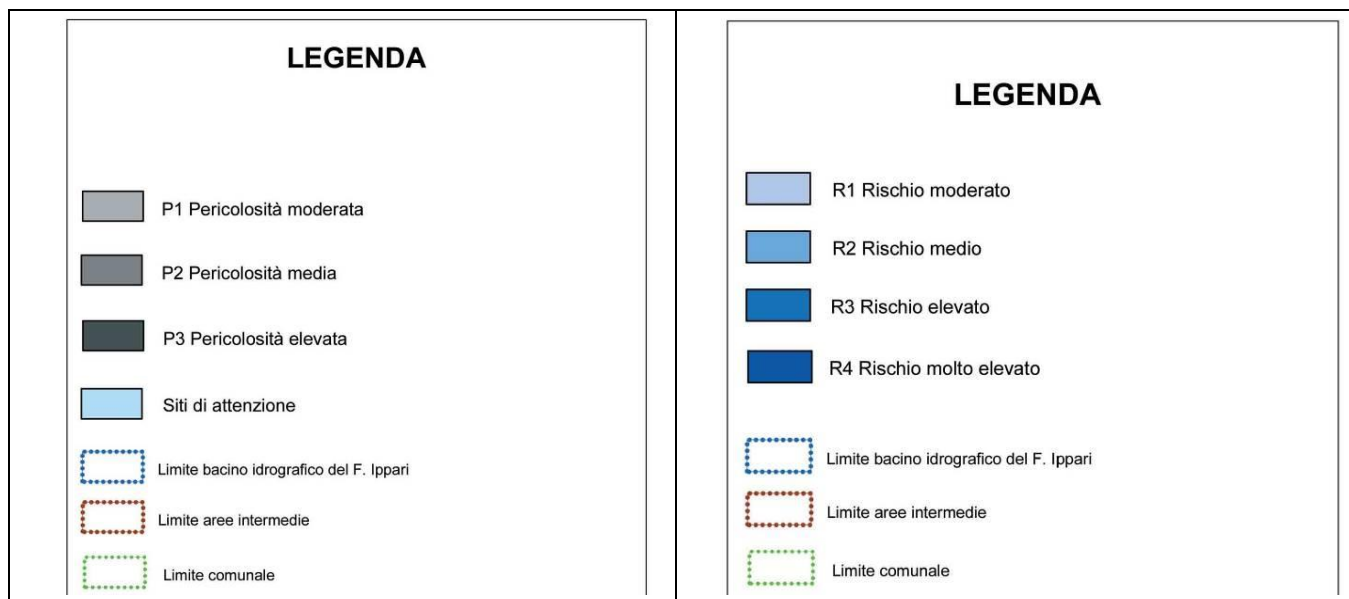 LEGENDA
P1 Pericolosità moderata
P2 Pericolosità media
P3 Pericolosità elevata
Siti di attenzione
Limite bacino idrografico del F. Ippari
Limite aree intermedie
Limite comunale
LEGENDA
R1 Rischio moderato
R2 Rischio medio
R3 Rischio elevato
R4 Rischio molto elevato
Limite bacino idrografico del F. Ippari
Limite aree intermedie
Limite comunale